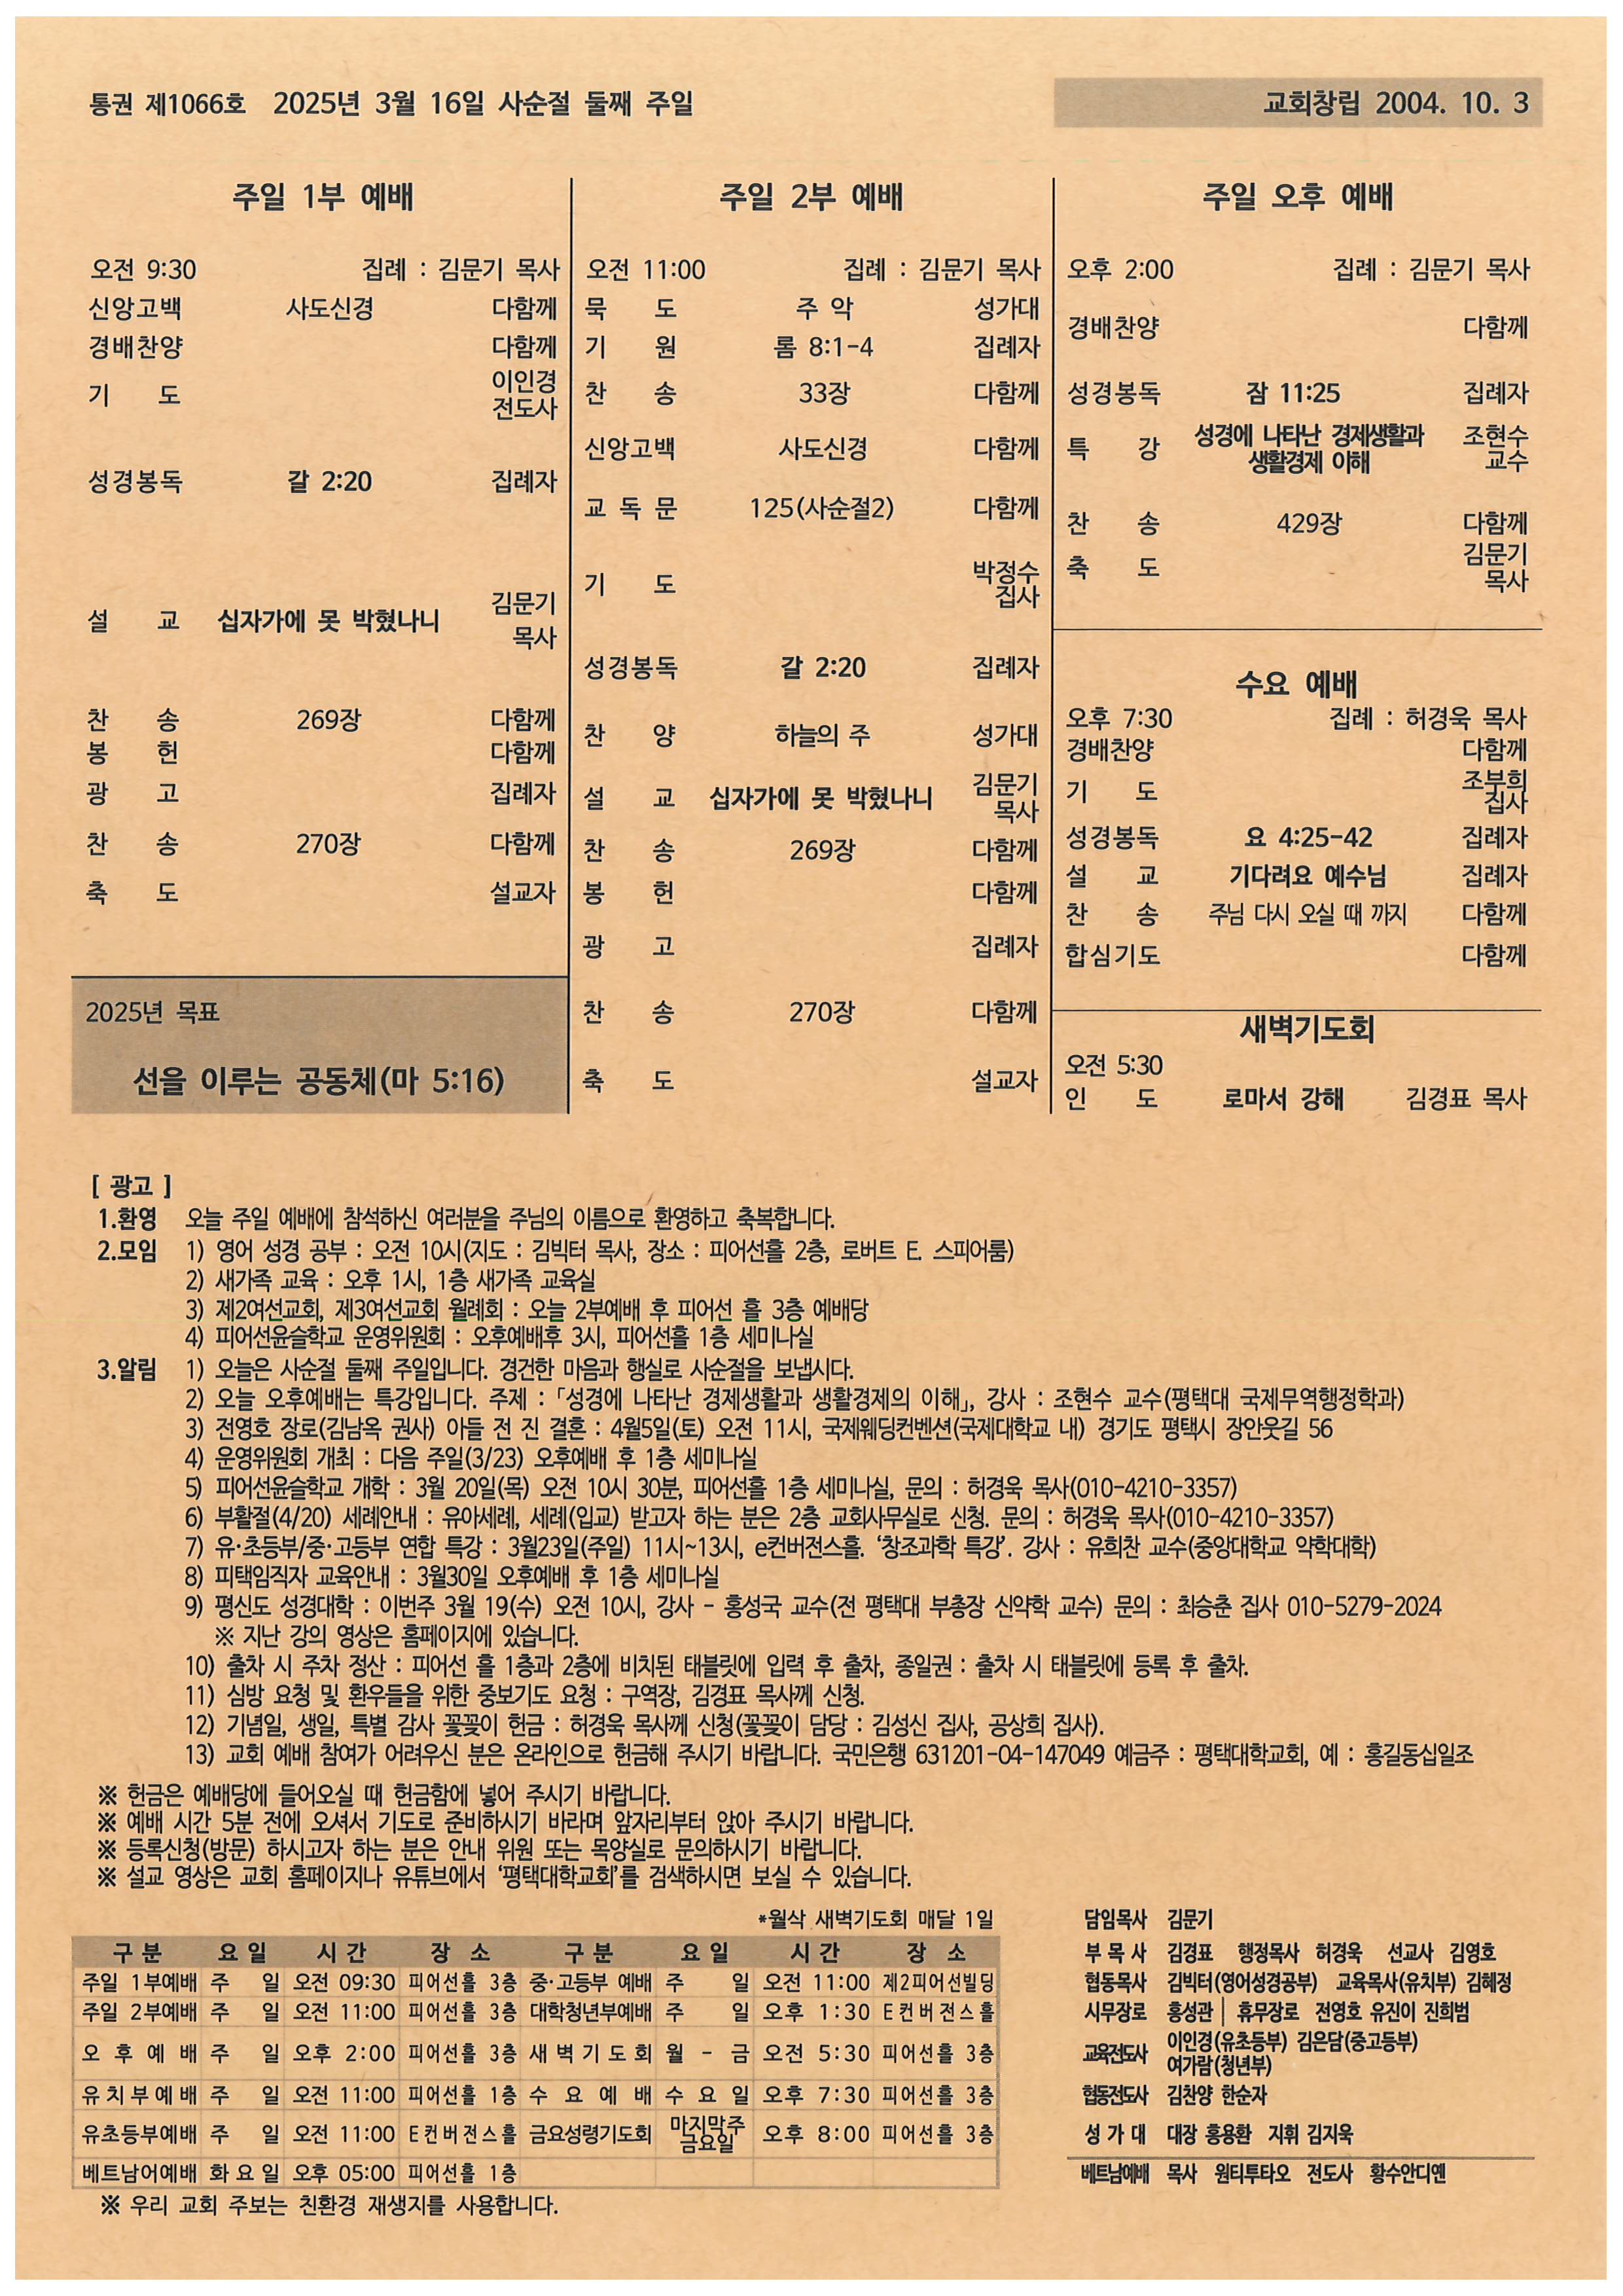 통권 제1066호 2025년 3월 16일 사순절 둘째 주일
교회창립 2004. 10. 3
주일 1부 예배
오전 9:30 집례 : 김문기 목사
신앙고백 사도신경 다함께
경배찬양 다함께
기 도 이인경 전도사
성경봉독 갈 2:20 집례자
설 교 십자가에 못 박혔나니 김문기 목사
찬 송 269장 다함께
봉 헌 다함께
광 고 집례자
찬 송 270장 다함께
축 도 설교자
2025년 목표
선을 이루는 공동체(마 5:16)
주일 2부 예배
오전 11:00 집례 : 김문기 목사
묵 도 주 악 성가대
기 원 롬 8:1-4 집례자
찬 송 33장 다함께
신앙고백 사도신경 다함께
교 독 문 125(사순절2) 다함께
기 도 박정수 집사
성경봉독 갈 2:20 집례자
찬 양 하늘의 주 성가대
설 교 십자가에 못 박혔나니 김문기 목사
찬 송 269장 다함께
봉 헌 다함께
광 고 집례자
찬 송 270장 다함께
축 도 설교자
주일 오후 예배
오후 2:00 집례 : 김문기 목사
경배찬양 다함께
성경봉독 잠 11:25 집례자
특 강 성경에 나타난 경제생활과 생활경제 이해 조현수 교수
찬 송 429장 다함께
축 도 김문기 목사
수요 예배
오후 7:30 집례 : 허경욱 목사
경배찬양 다함께
기 도 조부희 집사
성경봉독 요 4:25-42 집례자
설 교 기다려요 예수님 집례자
찬 송 주님 다시 오실 때 까지 다함께
합심기도 다함께
새벽기도회
오전 5:30
인 도 로마서 강해 김경표 목사
[ 광고 ]
1.환영 오늘 주일 예배에 참석하신 여러분을 주님의 이름으로 환영하고 축복합니다.
2.모임 1) 영어 성경 공부 : 오전 10시(지도 : 김빅터 목사, 장소 : 피어선홀 2층, 로버트 E. 스피어룸)
2) 새가족 교육 : 오후 1시, 1층 새가족 교육실
3) 제2여선교회, 제3여선교회 월례회 : 오늘 2부예배 후 피어선 홀 3층 예배당
4) 피어선윤슬학교 운영위원회 : 오후예배후 3시, 피어선홀 1층 세미나실
3.알림 1) 오늘은 사순절 둘째 주일입니다. 경건한 마음과 행실로 사순절을 보냅시다.
2) 오늘 오후예배는 특강입니다. 주제 : ｢성경에 나타난 경제생활과 생활경제의 이해｣, 강사 : 조현수 교수(평택대 국제무역행정학과)
3) 전영호 장로(김남옥 권사) 아들 전 진 결혼 : 4월5일(토) 오전 11시, 국제웨딩컨벤션(국제대학교 내) 경기도 평택시 장안웃길 56
4) 운영위원회 개최 : 다음 주일(3/23) 오후예배 후 1층 세미나실
5) 피어선윤슬학교 개학 : 3월 20일(목) 오전 10시 30분, 피어선홀 1층 세미나실, 문의 : 허경욱 목사(010-4210-3357)
6) 부활절(4/20) 세례안내 : 유아세례, 세례(입교) 받고자 하는 분은 2층 교회사무실로 신청. 문의 : 허경욱 목사(010-4210-3357)
7) 유·초등부/중·고등부 연합 특강 : 3월23일(주일) 11시~13시, e컨버전스홀. ‘창조과학 특강’. 강사 : 유희찬 교수(중앙대학교 약학대학)
8) 피택임직자 교육안내 : 3월30일 오후예배 후 1층 세미나실
9) 평신도 성경대학 : 이번주 3월 19(수) 오전 10시, 강사 - 홍성국 교수(전 평택대 부총장 신약학 교수) 문의 : 최승춘 집사 010-5279-2024
※ 지난 강의 영상은 홈페이지에 있습니다.
10) 출차 시 주차 정산 : 피어선 홀 1층과 2층에 비치된 태블릿에 입력 후 출차, 종일권 : 출차 시 태블릿에 등록 후 출차.
11) 심방 요청 및 환우들을 위한 중보기도 요청 : 구역장, 김경표 목사께 신청.
12) 기념일, 생일, 특별 감사 꽃꽂이 헌금 : 허경욱 목사께 신청(꽃꽂이 담당 : 김성신 집사, 공상희 집사).
13) 교회 예배 참여가 어려우신 분은 온라인으로 헌금해 주시기 바랍니다. 국민은행 631201-04-147049 예금주 : 평택대학교회, 예 : 홍길동십일조
※ 헌금은 예배당에 들어오실 때 헌금함에 넣어 주시기 바랍니다.
※ 예배 시간 5분 전에 오셔서 기도로 준비하시기 바라며 앞자리부터 앉아 주시기 바랍니다.
※ 등록신청(방문) 하시고자 하는 분은 안내 위원 또는 목양실로 문의하시기 바랍니다.
※ 설교 영상은 교회 홈페이지나 유튜브에서 ‘평택대학교회’를 검색하시면 보실 수 있습니다.
*월삭 새벽기도회 매달 1일
구 분 요 일 시 간 장 소 구 분 요 일 시 간 장 소
주일 1부예배 주 일 오전 09:30 피어선홀 3층 중·고등부 예배 주 일 오전 11:00 제2피어선빌딩
주일 2부예배 주 일 오전 11:00 피어선홀 3층 대학청년부예배 주 일 오후 1:30 E컨버전스홀
오 후 예 배 주 일 오후 2:00 피어선홀 3층 새벽기도회 월 - 금 오전 5:30 피어선홀 3층
유치부예배 주 일 오전 11:00 피어선홀 1층 수 요 예 배 수 요 일 오후 7:30 피어선홀 3층
유초등부예배 주 일 오전 11:00 E컨버전스홀 금요성령기도회 마지막주 금요일 오후 8:00 피어선홀 3층
베트남어예배 화요일 오후 05:00 피어선홀 1층
※ 우리 교회 주보는 친환경 재생지를 사용합니다.
담임목사 김문기
부 목 사 김경표 행정목사 허경욱 선교사 김영호
협동목사 김빅터(영어성경공부) 교육목사(유치부) 김혜정
시무장로 홍성관 | 휴무장로 전영호 유진이 진희범
교육전도사 이인경(유초등부) 김은담(중고등부)
여가람(청년부)
협동전도사 김찬양 한순자
성 가 대 대장 홍용환 지휘 김지욱
베트남예배 목사 원티투타오 전도사 황수안디옌